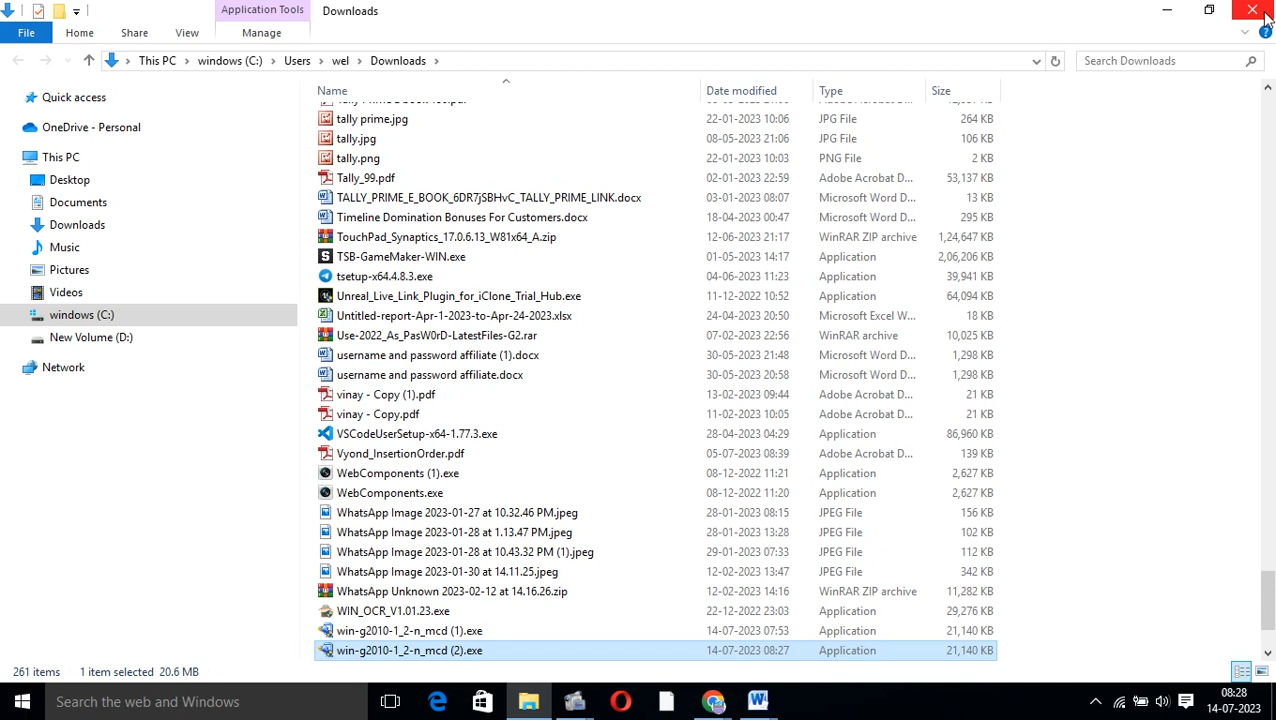 Application Tools Downloads
File Home Share View Manage
This PC windows (C:) Users wel Downloads Search Downloads
Name Date modified Type Size
Quick access
OneDrive - Personal
This PC
Desktop
Documents
Downloads
Music
Pictures
Videos
windows (C:)
New Volume (D:)
Network
tally prime.jpg 22-01-2023 10:06 JPG File 264 KB
tally.jpg 08-05-2023 21:06 JPG File 106 KB
tally.png 22-01-2023 10:03 PNG File 2 KB
Tally_99.pdf 02-01-2023 22:59 Adobe Acrobat D... 53,137 KB
TALLY_PRIME_E_BOOK_6DR7jSBHvC_TALLY_PRIME_LINK.docx 03-01-2023 08:07 Microsoft Word D... 13 KB
Timeline Domination Bonuses For Customers.docx 18-04-2023 00:47 Microsoft Word D... 295 KB
TouchPad_Synaptics_17.0.6.13_W81x64_A.zip 12-06-2023 21:17 WinRAR ZIP archive 1,24,647 KB
TSB-GameMaker-WIN.exe 01-05-2023 14:17 Application 2,06,206 KB
tsetup-x64.4.8.3.exe 04-06-2023 11:23 Application 39,941 KB
Unreal_Live_Link_Plugin_for_iClone_Trial_Hub.exe 11-12-2022 10:52 Application 64,094 KB
Untitled-report-Apr-1-2023-to-Apr-24-2023.xlsx 24-04-2023 20:50 Microsoft Excel W... 18 KB
Use-2022_As_PasW0rD-LatestFiles-G2.rar 07-02-2023 22:56 WinRAR archive 10,025 KB
username and password affiliate (1).docx 30-05-2023 21:48 Microsoft Word D... 1,298 KB
username and password affiliate.docx 30-05-2023 20:58 Microsoft Word D... 1,298 KB
vinay - Copy (1).pdf 13-02-2023 09:44 Adobe Acrobat D... 21 KB
vinay - Copy.pdf 11-02-2023 10:05 Adobe Acrobat D... 21 KB
VSCodeUserSetup-x64-1.77.3.exe 28-04-2023 04:29 Application 86,960 KB
Vyond_InsertionOrder.pdf 05-07-2023 08:39 Adobe Acrobat D... 139 KB
WebComponents (1).exe 08-12-2022 11:21 Application 2,627 KB
WebComponents.exe 08-12-2022 11:20 Application 2,627 KB
WhatsApp Image 2023-01-27 at 10.32.46 PM.jpeg 28-01-2023 08:15 JPEG File 156 KB
WhatsApp Image 2023-01-28 at 1.13.47 PM.jpeg 28-01-2023 13:28 JPEG File 102 KB
WhatsApp Image 2023-01-28 at 10.43.32 PM (1).jpeg 29-01-2023 07:33 JPEG File 112 KB
WhatsApp Image 2023-01-30 at 14.11.25.jpeg 12-02-2023 13:47 JPEG File 342 KB
WhatsApp Unknown 2023-02-12 at 14.16.26.zip 12-02-2023 14:16 WinRAR ZIP archive 11,282 KB
WIN_OCR_V1.01.23.exe 22-12-2022 23:03 Application 29,276 KB
win-g2010-1_2-n_mcd (1).exe 14-07-2023 07:53 Application 21,140 KB
win-g2010-1_2-n_mcd (2).exe 14-07-2023 08:27 Application 21,140 KB
261 items 1 item selected 20.6 MB
Search the web and Windows 08:28
14-07-2023